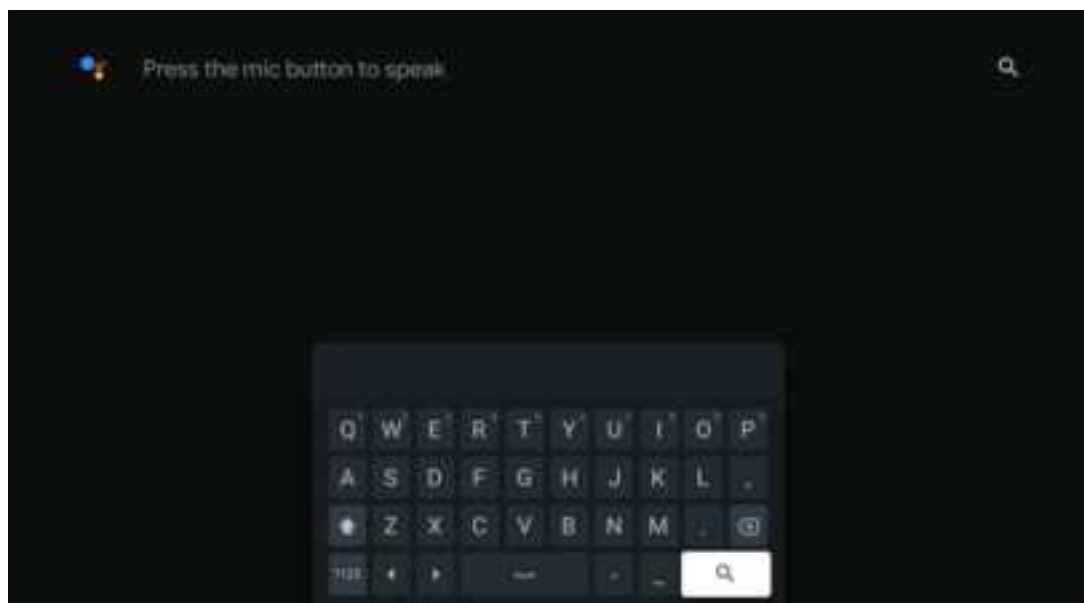 Press the mic button to speak
Q W E R T Y U I O P
A S D F G H J K L
Z X C V B N M .
?123 - _